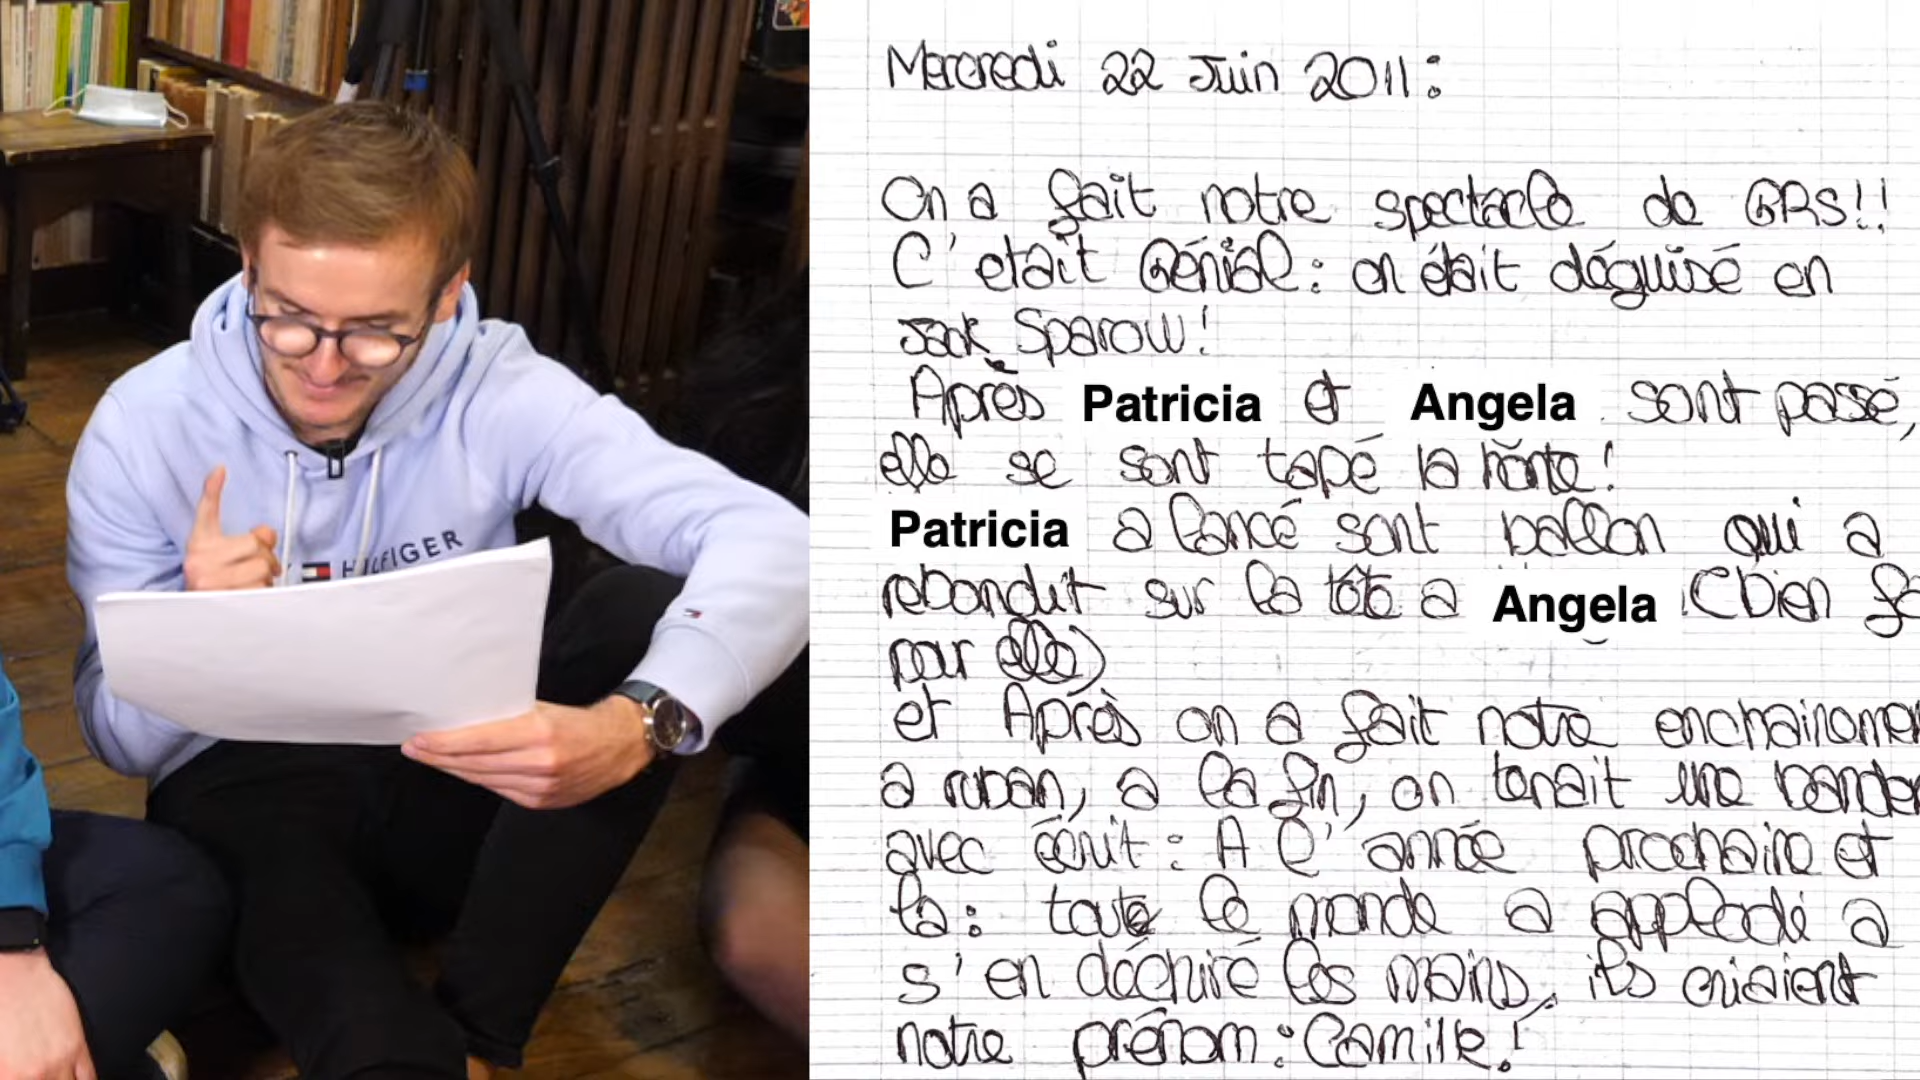 HILFIGER
Mercredi 22 Juin 2011:
On a fait notre spectacle de GRS!!
C'etait Génial: on était déguisé en
Jack Sparow!
Après Patricia et Angela sont passé,
elle se sont tapé la honte!
Patricia a lancé sont ballon qui a
rebondit sur la tête a Angela (bien fa
pour elle)
et Après on a fait notre enchainemen
a ruban, a la fin, on tenait une bander
avec écrit: A l'année prochaine et
la: toute le monde a applaudi a
s'en déchiré les mains, ils criaient
notre prénom: Camille!